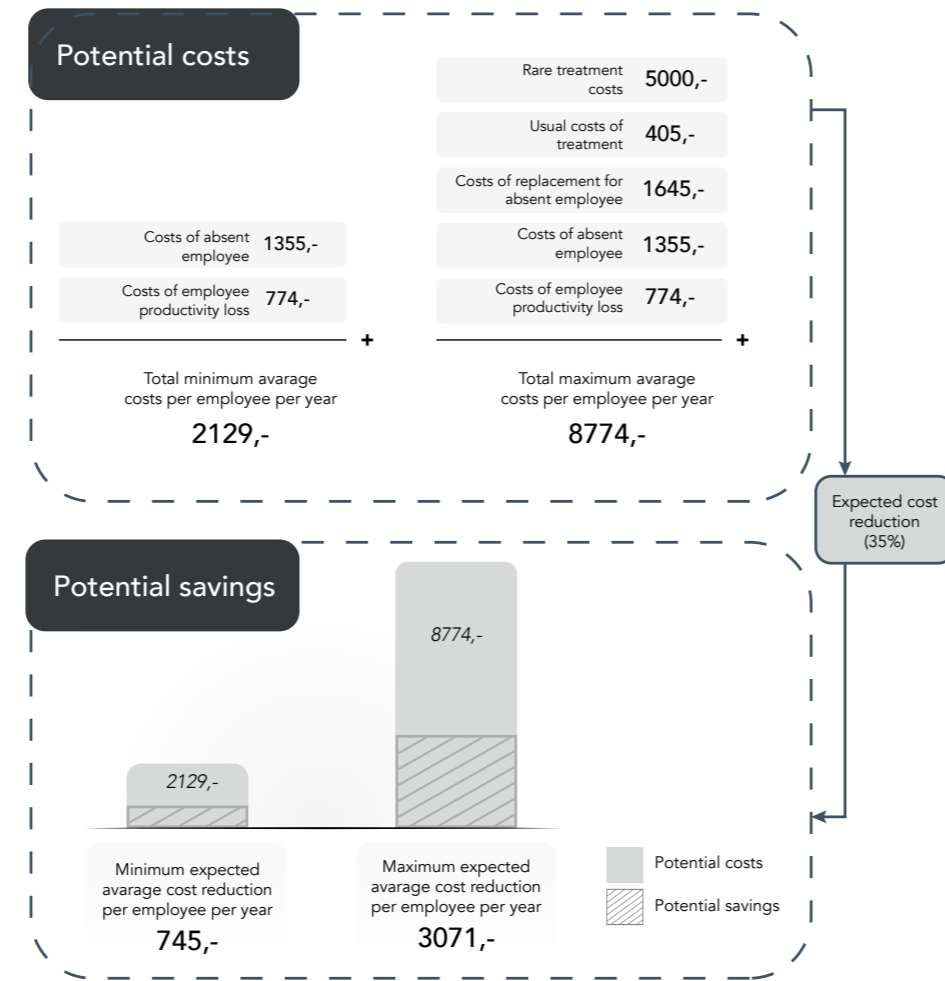 Potential costs
Costs of absent
employee
1355,-
Costs of employee
productivity loss
774,-
+
Total minimum avarage
costs per employee per year
2129,-
Rare treatment
costs
5000,-
Usual costs of
treatment
405,-
Costs of replacement for
absent employee
1645,-
Costs of absent
employee
1355,-
Costs of employee
productivity loss
774,-
+
Total maximum avarage
costs per employee per year
8774,-
Expected cost
reduction
(35%)
Potential savings
2129,-
8774,-
Minimum expected
avarage cost reduction
per employee per year
745,-
Maximum expected
avarage cost reduction
per employee per year
3071,-
Potential costs
Potential savings